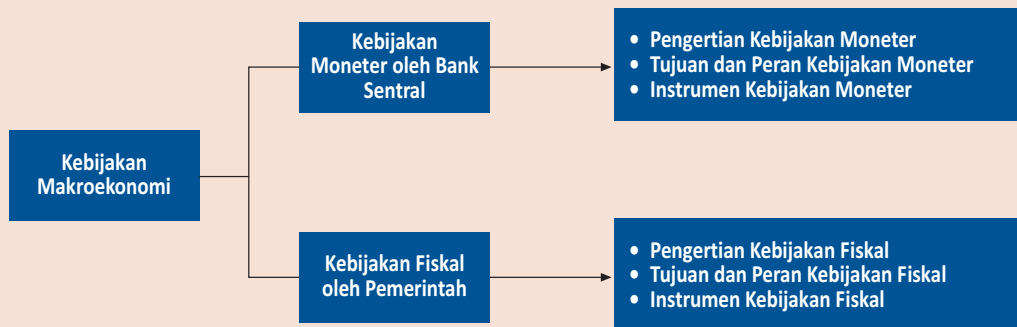 Kebijakan
Makroekonomi
Kebijakan
Moneter oleh Bank
Sentral
• Pengertian Kebijakan Moneter
• Tujuan dan Peran Kebijakan Moneter
• Instrumen Kebijakan Moneter
Kebijakan Fiskal
oleh Pemerintah
• Pengertian Kebijakan Fiskal
• Tujuan dan Peran Kebijakan Fiskal
• Instrumen Kebijakan Fiskal